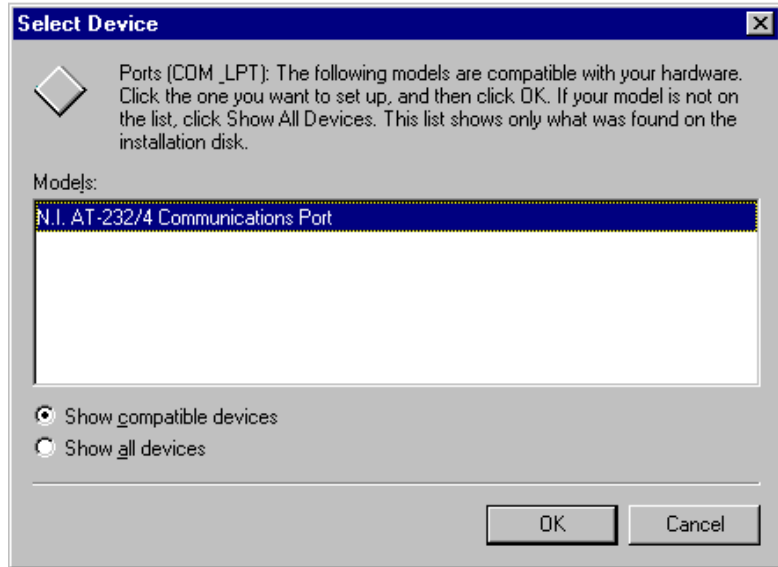 Select Device
Ports (COM _LPT): The following models are compatible with your hardware.
Click the one you want to set up, and then click OK. If your model is not on
the list, click Show All Devices. This list shows only what was found on the
installation disk.
Models:
N.I. AT-232/4 Communications Port
Show compatible devices
Show all devices
OK
Cancel